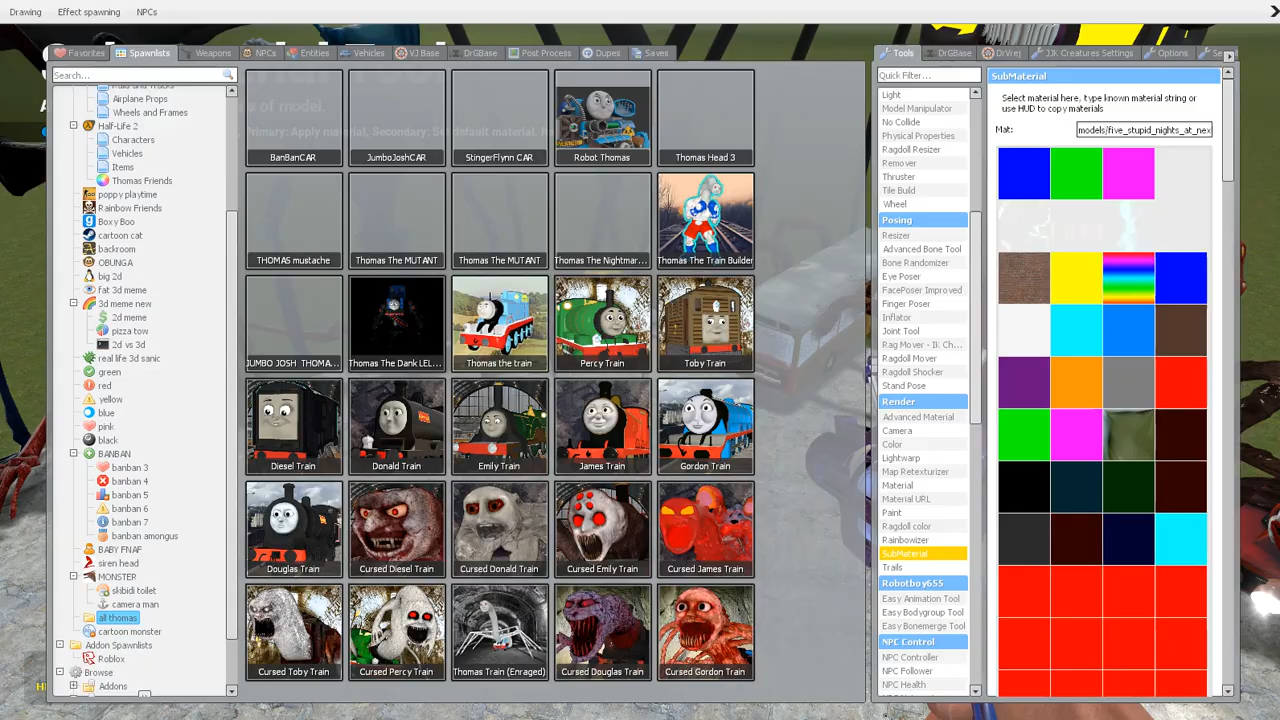 Drawing Effect spawning NPCs
Favorites Spawnlists Weapons NPCs Entities Vehicles VJ Base DrGBase Post Process Dupes Saves
Search...
Airplane Props
Wheels and Frames
Half-Life 2
Characters
Vehicles
Items
Thomas Friends
poppy playtime
Rainbow Friends
Boxy Boo
cartoon cat
backroom
OBUNGA
big 2d
fat 3d meme
3d meme new
2d meme
pizza tow
2d vs 3d
real life 3d sanic
green
red
yellow
blue
pink
black
BANBAN
banban 3
banban 4
banban 5
banban 6
banban 7
banban amongus
BABY FNAF
siren head
MONSTER
skibidi toilet
camera man
all thomas
cartoon monster
Addon Spawnlists
Roblox
Browse
Addons
of model.
Primary: Apply material, Secondary: Set default material.
BanBanCAR JumboJoshCAR StingerFlynn CAR Robot Thomas Thomas Head 3
THOMAS mustache Thomas The MUTANT Thomas The MUTANT Thomas The Nightmar... Thomas The Train Builder
JUMBO JOSH THOMA... Thomas The Dank LEL... Thomas the train Percy Train Toby Train
Diesel Train Donald Train Emily Train James Train Gordon Train
Douglas Train Cursed Diesel Train Cursed Donald Train Cursed Emily Train Cursed James Train
Cursed Toby Train Cursed Percy Train Thomas Train (Enraged) Cursed Douglas Train Cursed Gordon Train
Tools DrGBase DrVrej JJK Creatures Settings Options
Quick Filter...
Light
Model Manipulator
No Collide
Physical Properties
Ragdoll Resizer
Remover
Thruster
Tile Build
Wheel
Posing
Resizer
Advanced Bone Tool
Bone Randomizer
Eye Poser
FacePoser Improved
Finger Poser
Inflator
Joint Tool
Rag Mover - IK Ch...
Ragdoll Mover
Ragdoll Shocker
Stand Pose
Render
Advanced Material
Camera
Color
Lightwarp
Map Retexturizer
Material
Material URL
Paint
Ragdoll color
Rainbowizer
SubMaterial
Trails
Robotboy655
Easy Animation Tool
Easy Bodygroup Tool
Easy Bonemerge Tool
NPC Control
NPC Controller
NPC Follower
NPC Health
SubMaterial
Select material here, type known material string or
use HUD to copy materials
Mat: models/five_stupid_nights_at_nex